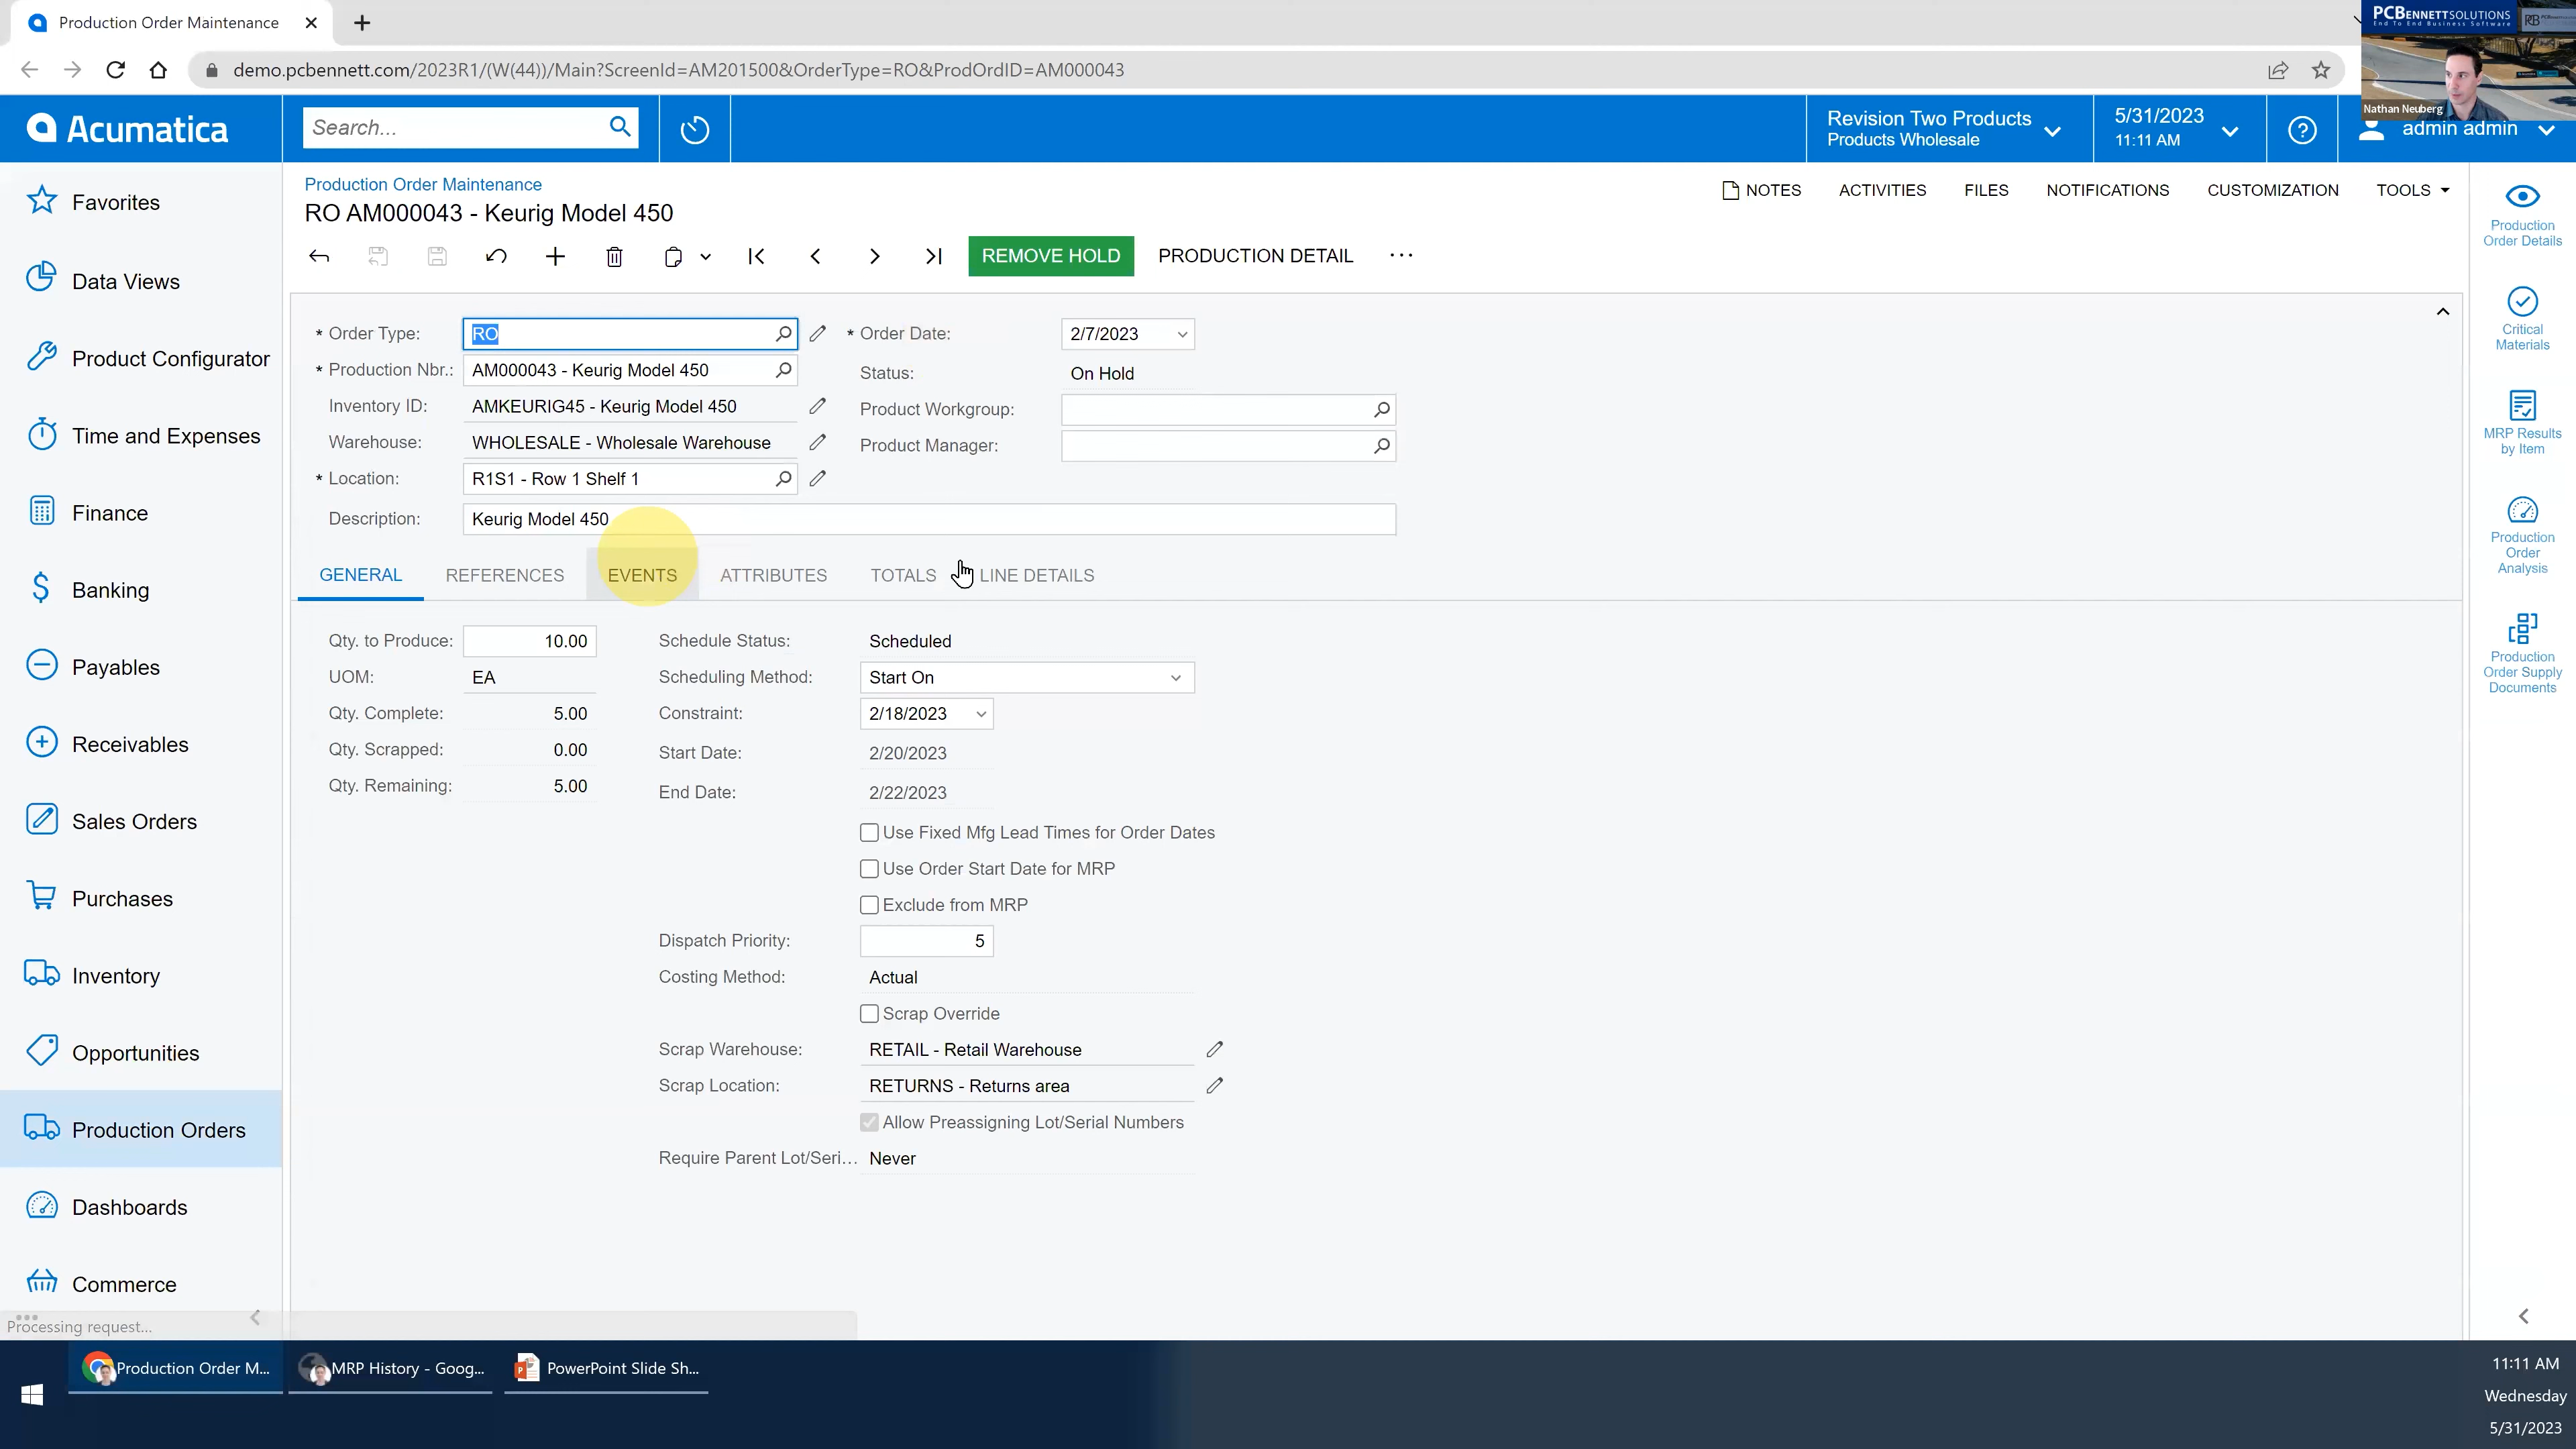 Production Order Maintenance
demo.pcbennett.com/2023R1/(W(44))/Main?ScreenId=AM201500&OrderType=RO&ProdOrdID=AM000043
PCBENNETTSOLUTIONS
End To End Business Software
Nathan Neuberg
Acumatica
Search...
Revision Two Products
Products Wholesale
5/31/2023
11:11 AM
admin admin
Favorites
Data Views
Product Configurator
Time and Expenses
Finance
Banking
Payables
Receivables
Sales Orders
Purchases
Inventory
Opportunities
Production Orders
Dashboards
Commerce
Processing request...
Production Order Maintenance
RO AM000043 - Keurig Model 450
NOTES ACTIVITIES FILES NOTIFICATIONS CUSTOMIZATION TOOLS
REMOVE HOLD PRODUCTION DETAIL ...
* Order Type: RO
* Production Nbr.: AM000043 - Keurig Model 450
Inventory ID: AMKEURIG45 - Keurig Model 450
Warehouse: WHOLESALE - Wholesale Warehouse
* Location: R1S1 - Row 1 Shelf 1
Description: Keurig Model 450
* Order Date: 2/7/2023
Status: On Hold
Product Workgroup:
Product Manager:
GENERAL REFERENCES EVENTS ATTRIBUTES TOTALS LINE DETAILS
Qty. to Produce: 10.00
UOM: EA
Qty. Complete: 5.00
Qty. Scrapped: 0.00
Qty. Remaining: 5.00
Schedule Status: Scheduled
Scheduling Method: Start On
Constraint: 2/18/2023
Start Date: 2/20/2023
End Date: 2/22/2023
Use Fixed Mfg Lead Times for Order Dates
Use Order Start Date for MRP
Exclude from MRP
Dispatch Priority: 5
Costing Method: Actual
Scrap Override
Scrap Warehouse: RETAIL - Retail Warehouse
Scrap Location: RETURNS - Returns area
Allow Preassigning Lot/Serial Numbers
Require Parent Lot/Seri... Never
Production
Order Details
Critical
Materials
MRP Results
by Item
Production
Order
Analysis
Production
Order Supply
Documents
Production Order M...
MRP History - Goog...
PowerPoint Slide Sh...
11:11 AM
Wednesday
5/31/2023